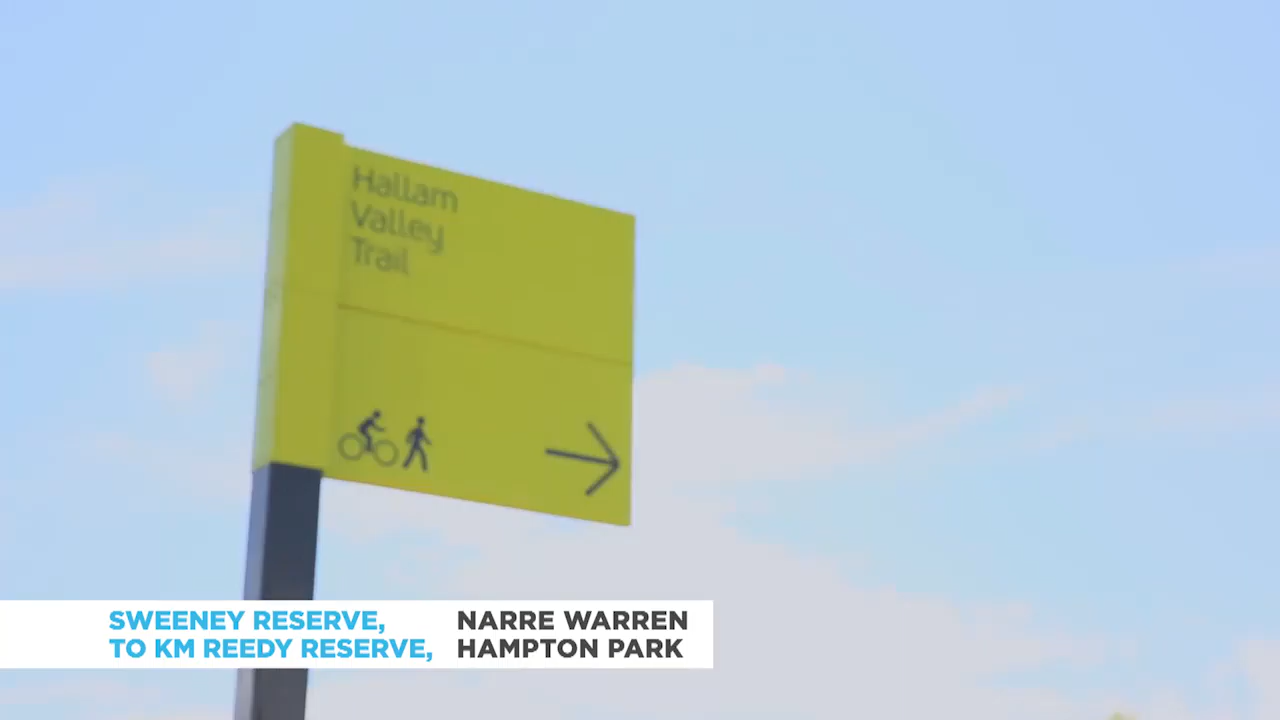 Hallam
Valley
Trail
SWEENEY RESERVE, NARRE WARREN
TO KM REEDY RESERVE, HAMPTON PARK